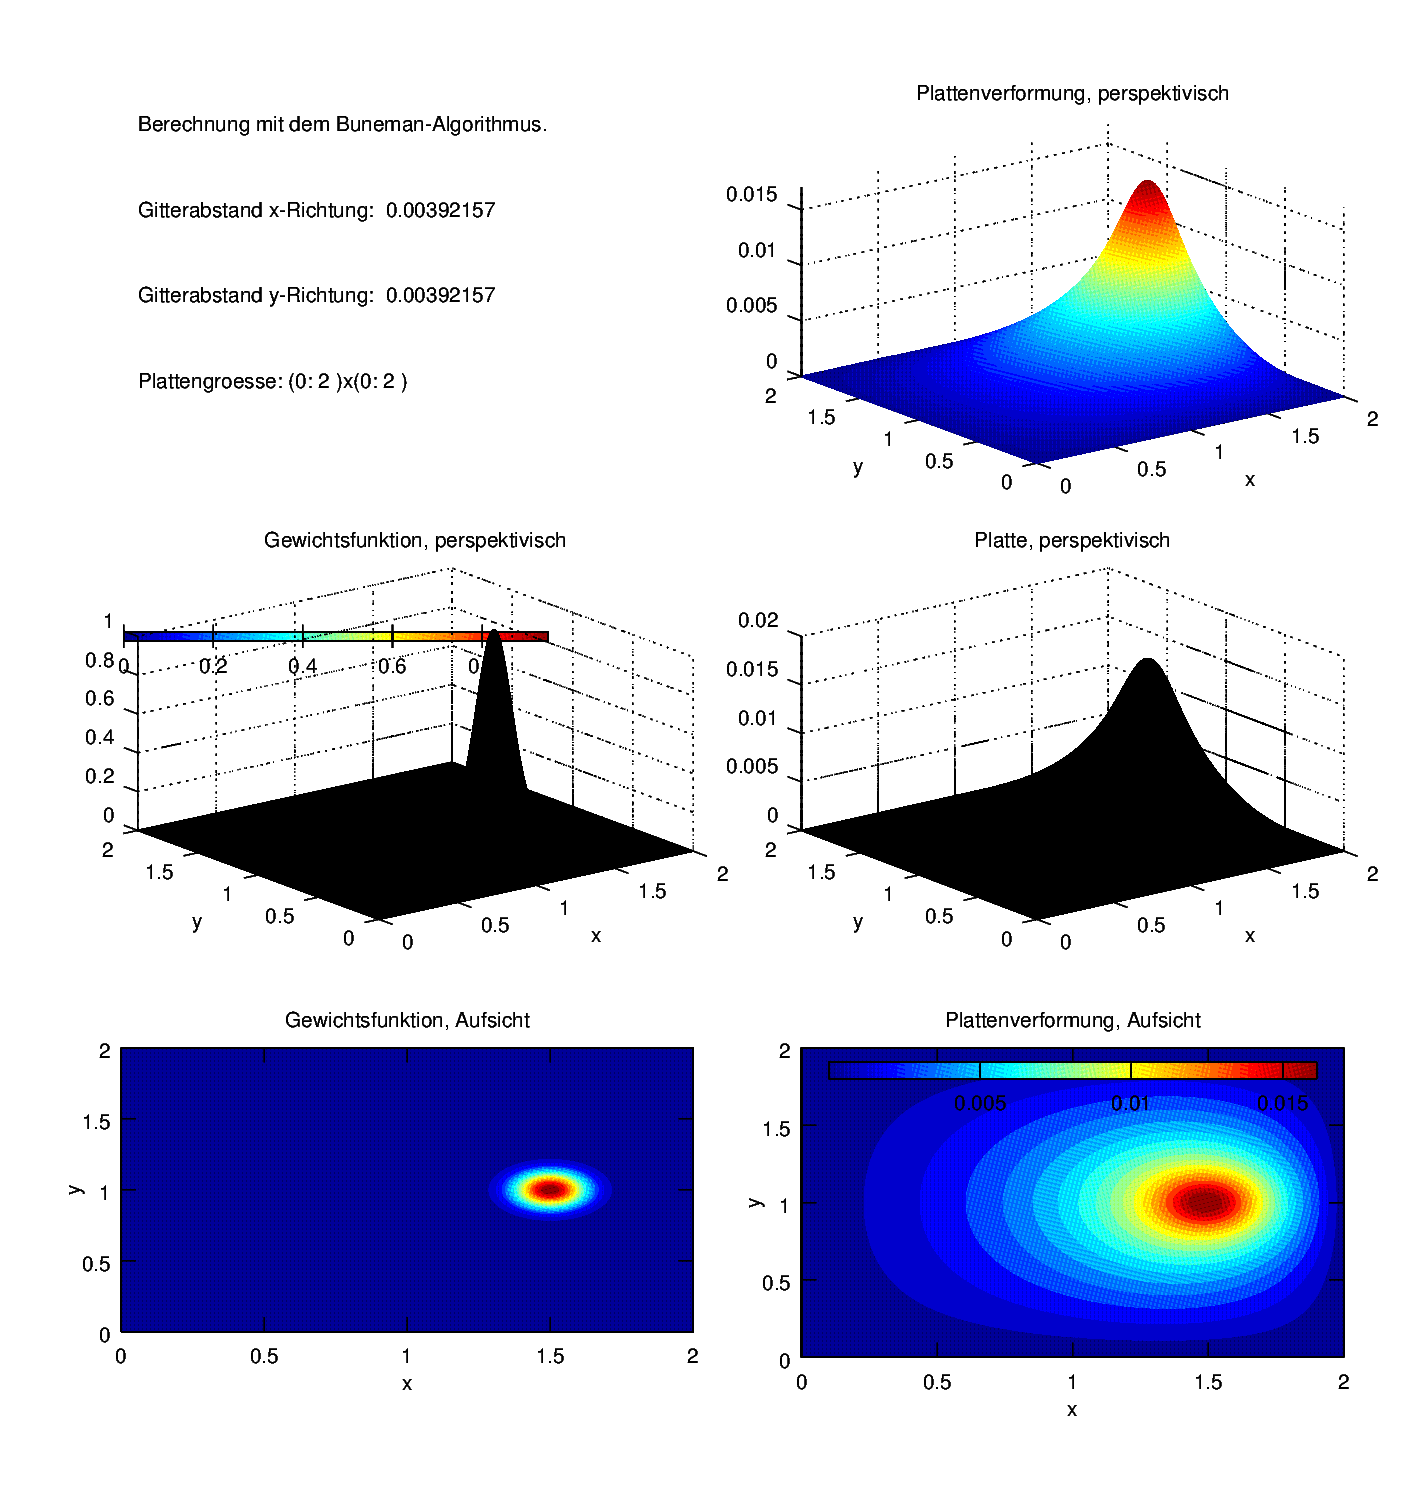 Berechnung mit dem Buneman-Algorithmus.
Gitterabstand x-Richtung: 0.00392157
Gitterabstand y-Richtung: 0.00392157
Plattengroesse: (0: 2 )x(0: 2 )
Plattenverformung, perspektivisch
0.015
0.01
0.005
0
2
1.5
1
0.5
0
y
0
0.5
1
1.5
2
x
Gewichtsfunktion, perspektivisch
1
0.8
0.6
0.4
0.2
0
0
0.2
0.4
0.6
2
1.5
1
0.5
0
y
0
0.5
1
1.5
2
x
Platte, perspektivisch
0.02
0.015
0.01
0.005
0
2
1.5
1
0.5
0
y
0
0.5
1
1.5
2
x
Gewichtsfunktion, Aufsicht
2
1.5
1
0.5
0
y
0 0.5 1 1.5 2
x
Plattenverformung, Aufsicht
0.005 0.01 0.015
2
1.5
1
0.5
0
y
0 0.5 1 1.5 2
x